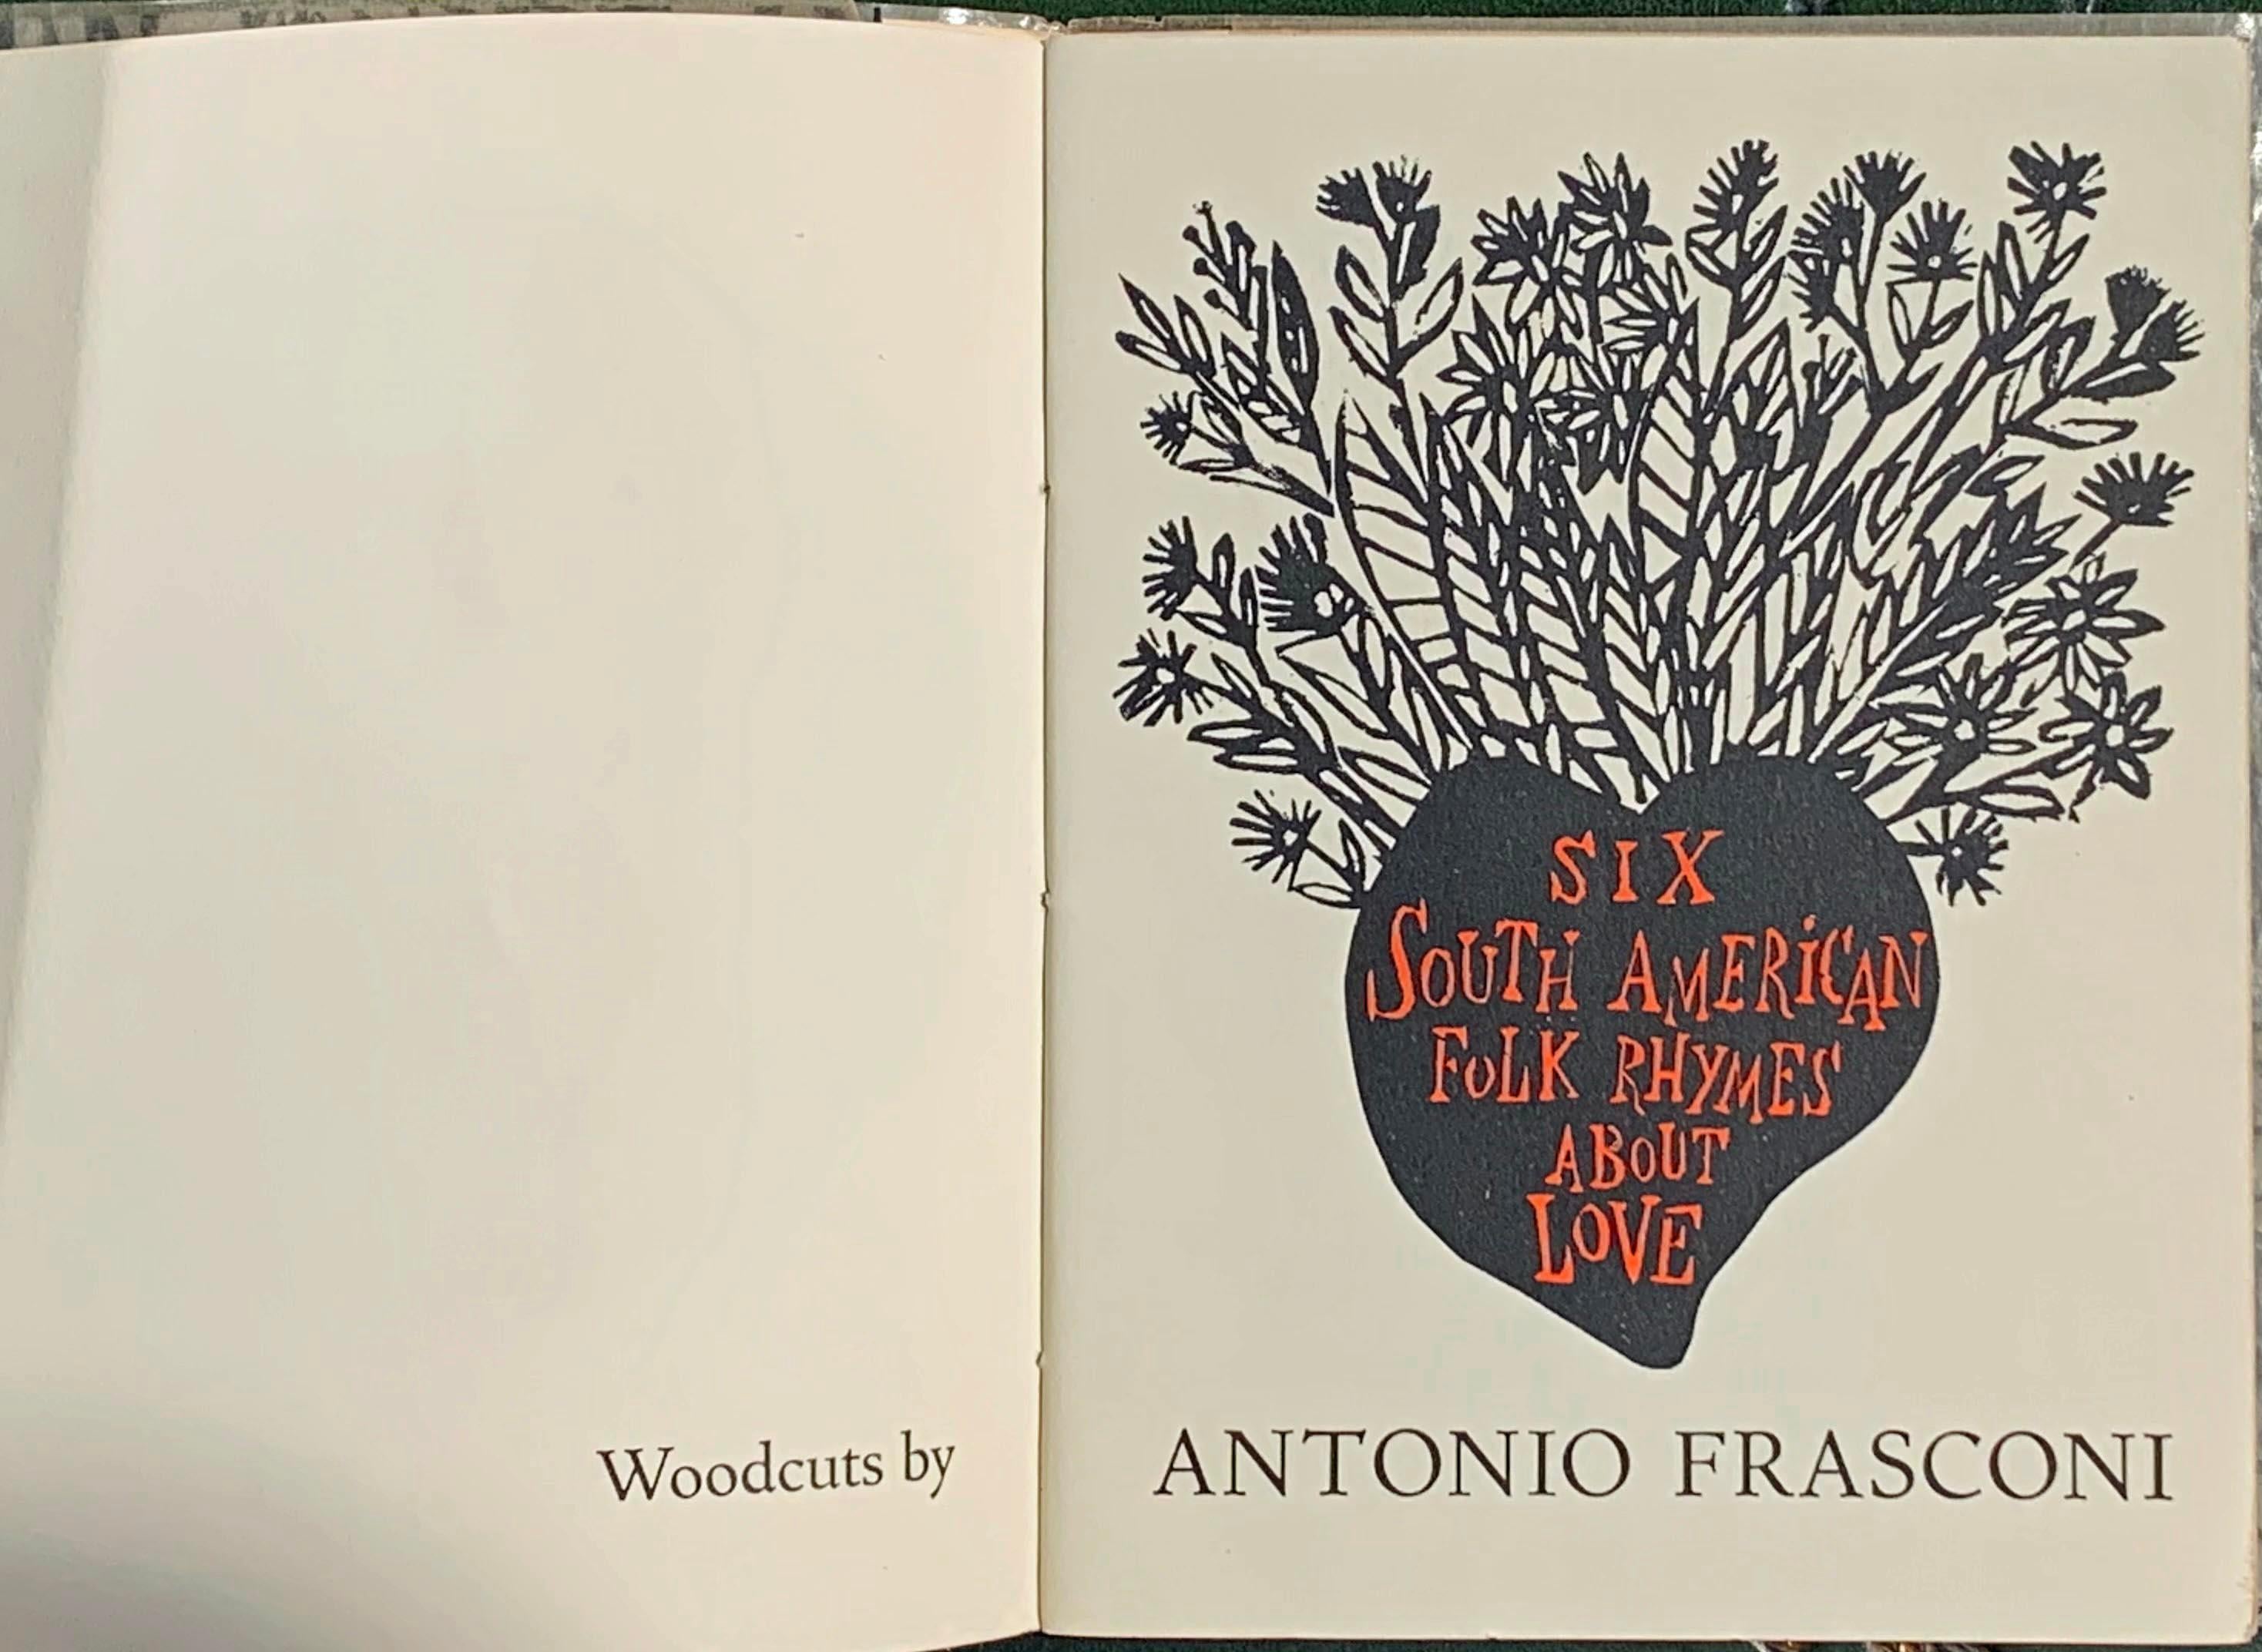 Woodcuts by
SIX
SOUTH AMERICAN
FOLK RHYMES
ABOUT
LOVE
ANTONIO FRASCONI